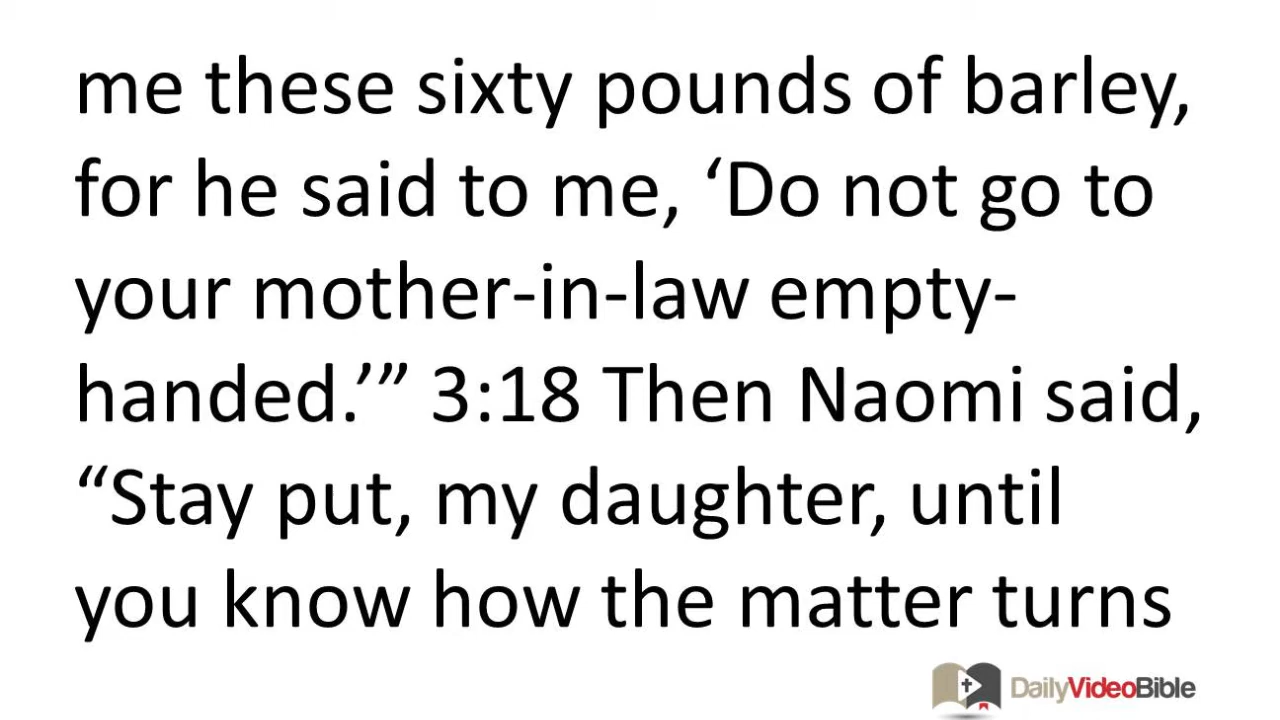 me these sixty pounds of barley,
for he said to me, ‘Do not go to
your mother-in-law empty-
handed.’” 3:18 Then Naomi said,
“Stay put, my daughter, until
you know how the matter turns
DailyVideoBible